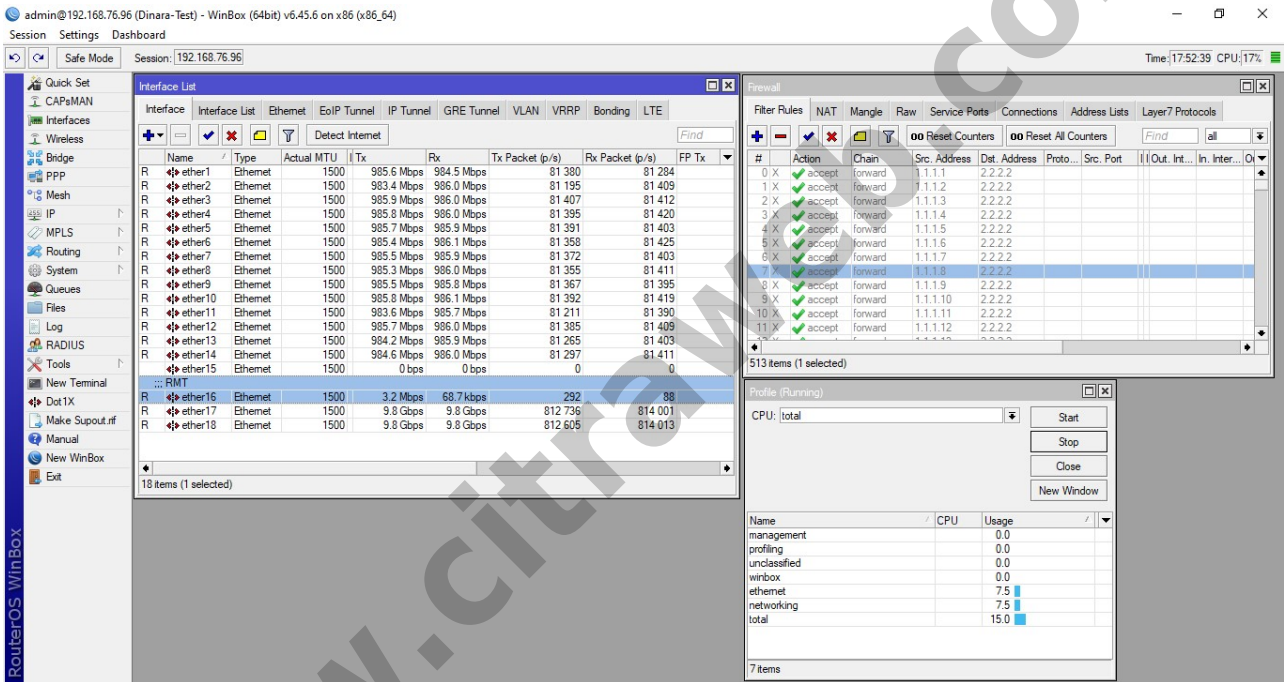 admin@192.168.76.96 (Dinara-Test) - WinBox (64bit) v6.45.6 on x86 (x86_64)
Session Settings Dashboard
Safe Mode Session: 192.168.76.96 Time: 17:52:39 CPU: 17%
Quick Set
CAPsMAN
Interfaces
Wireless
Bridge
PPP
Mesh
IP
MPLS
Routing
System
Queues
Files
Log
RADIUS
Tools
New Terminal
Dot1X
Make Supout.rif
Manual
New WinBox
Exit
RouterOS WinBox
Interface List
Interface Interface List Ethernet EoIP Tunnel IP Tunnel GRE Tunnel VLAN VRRP Bonding LTE
Detect Internet Find
Name Type Actual MTU Tx Rx Tx Packet (p/s) Rx Packet (p/s) FP Tx
R ether1 Ethernet 1500 985.6 Mbps 984.5 Mbps 81 380 81 284
R ether2 Ethernet 1500 983.4 Mbps 986.0 Mbps 81 195 81 409
R ether3 Ethernet 1500 985.9 Mbps 986.0 Mbps 81 407 81 412
R ether4 Ethernet 1500 985.8 Mbps 986.0 Mbps 81 395 81 420
R ether5 Ethernet 1500 985.7 Mbps 985.9 Mbps 81 391 81 403
R ether6 Ethernet 1500 985.4 Mbps 986.1 Mbps 81 358 81 425
R ether7 Ethernet 1500 985.5 Mbps 985.9 Mbps 81 372 81 403
R ether8 Ethernet 1500 985.3 Mbps 986.0 Mbps 81 355 81 411
R ether9 Ethernet 1500 985.5 Mbps 985.8 Mbps 81 367 81 395
R ether10 Ethernet 1500 985.8 Mbps 986.1 Mbps 81 392 81 419
R ether11 Ethernet 1500 983.6 Mbps 985.7 Mbps 81 211 81 390
R ether12 Ethernet 1500 985.7 Mbps 986.0 Mbps 81 385 81 409
R ether13 Ethernet 1500 984.2 Mbps 985.9 Mbps 81 265 81 403
R ether14 Ethernet 1500 984.6 Mbps 986.0 Mbps 81 297 81 411
ether15 Ethernet 1500 0 bps 0 bps 0 0
;;; RMT
R ether16 Ethernet 1500 3.2 Mbps 68.7 kbps 292 88
R ether17 Ethernet 1500 9.8 Gbps 9.8 Gbps 812 736 814 001
R ether18 Ethernet 1500 9.8 Gbps 9.8 Gbps 812 605 814 013
18 items (1 selected)
Firewall
Filter Rules NAT Mangle Raw Service Ports Connections Address Lists Layer7 Protocols
00 Reset Counters 00 Reset All Counters Find all
# Action Chain Src. Address Dst. Address Proto... Src. Port Out. Int... In. Inter...
0 X accept forward 1.1.1.1 2.2.2.2
1 X accept forward 1.1.1.2 2.2.2.2
2 X accept forward 1.1.1.3 2.2.2.2
3 X accept forward 1.1.1.4 2.2.2.2
4 X accept forward 1.1.1.5 2.2.2.2
5 X accept forward 1.1.1.6 2.2.2.2
6 X accept forward 1.1.1.7 2.2.2.2
7 X accept forward 1.1.1.8 2.2.2.2
8 X accept forward 1.1.1.9 2.2.2.2
9 X accept forward 1.1.1.10 2.2.2.2
10 X accept forward 1.1.1.11 2.2.2.2
11 X accept forward 1.1.1.12 2.2.2.2
513 items (1 selected)
Profile (Running)
CPU: total
Start
Stop
Close
New Window
Name CPU Usage
management 0.0
profiling 0.0
unclassified 0.0
winbox 0.0
ethernet 7.5
networking 7.5
total 15.0
7 items
w.citraweb.co